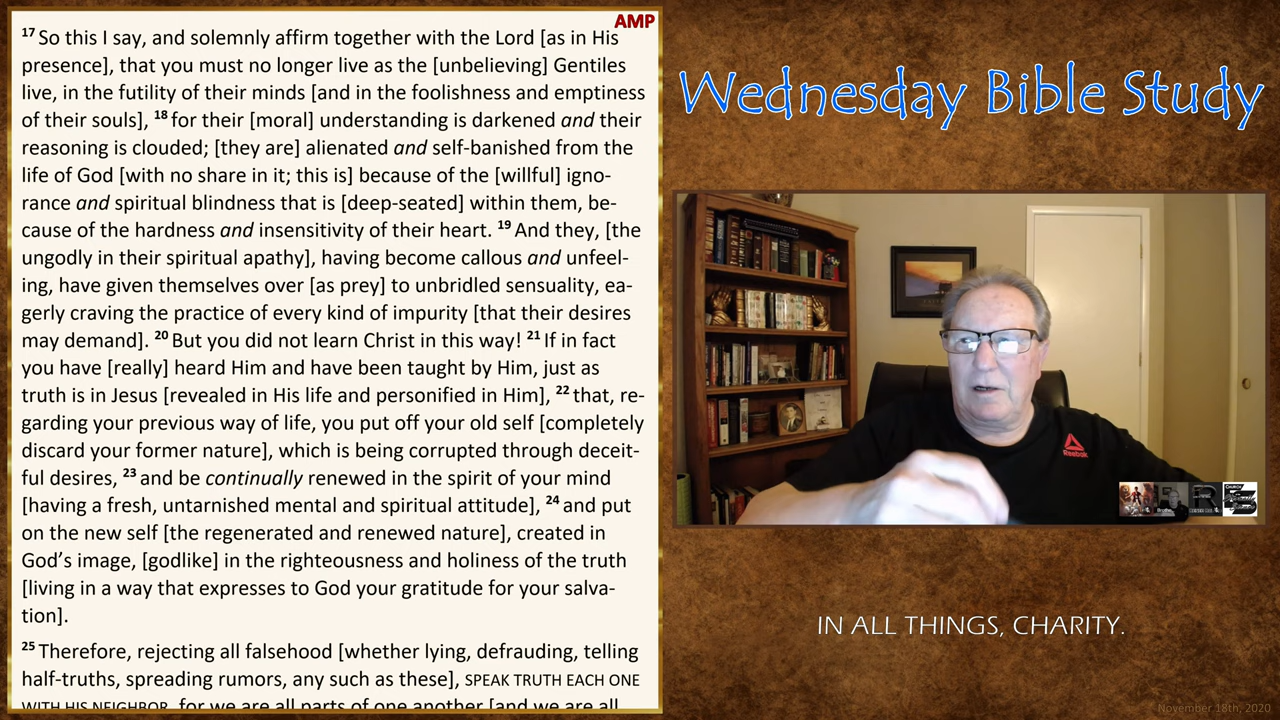 AMP
17 So this I say, and solemnly affirm together with the Lord [as in His
presence], that you must no longer live as the [unbelieving] Gentiles
live, in the futility of their minds [and in the foolishness and emptiness
of their souls], 18 for their [moral] understanding is darkened and their
reasoning is clouded; [they are] alienated and self-banished from the
life of God [with no share in it; this is] because of the [willful] igno-
rance and spiritual blindness that is [deep-seated] within them, be-
cause of the hardness and insensitivity of their heart. 19 And they, [the
ungodly in their spiritual apathy], having become callous and unfeel-
ing, have given themselves over [as prey] to unbridled sensuality, ea-
gerly craving the practice of every kind of impurity [that their desires
may demand]. 20 But you did not learn Christ in this way! 21 If in fact
you have [really] heard Him and have been taught by Him, just as
truth is in Jesus [revealed in His life and personified in Him], 22 that, re-
garding your previous way of life, you put off your old self [completely
discard your former nature], which is being corrupted through deceit-
ful desires, 23 and be continually renewed in the spirit of your mind
[having a fresh, untarnished mental and spiritual attitude], 24 and put
on the new self [the regenerated and renewed nature], created in
God’s image, [godlike] in the righteousness and holiness of the truth
[living in a way that expresses to God your gratitude for your salva-
tion].
25 Therefore, rejecting all falsehood [whether lying, defrauding, telling
half-truths, spreading rumors, any such as these], SPEAK TRUTH EACH ONE
WITH HIS NEIGHBOR, for we are all parts of one another [and we are all
Wednesday Bible Study
Reebok
IN ALL THINGS, CHARITY.
November 18th, 2020